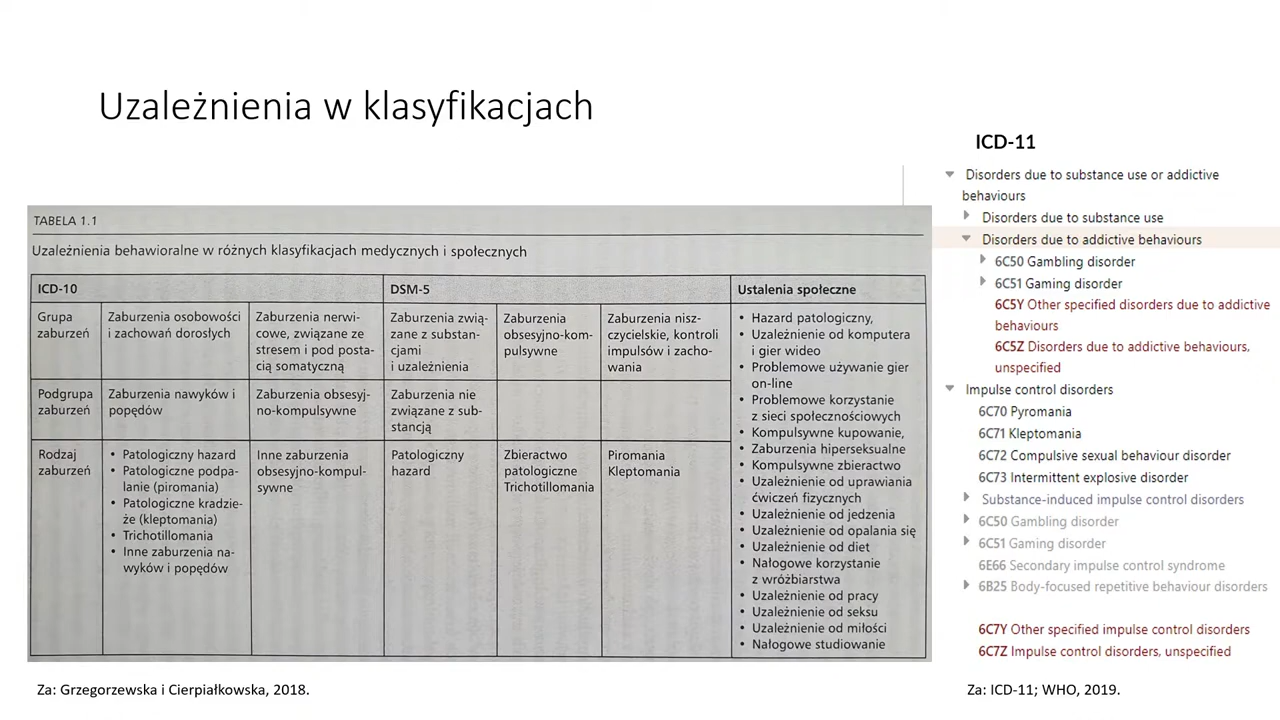 Uzależnienia w klasyfikacjach
TABELA 1.1
Uzależnienia behawioralne w różnych klasyfikacjach medycznych i społecznych
ICD-10
DSM-5
Ustalenia społeczne
Grupa
zaburzeń
Zaburzenia osobowości
i zachowań dorosłych
Zaburzenia nerwi-
cowe, związane ze
stresem i pod posta-
cią somatyczną
Zaburzenia zwią-
zane z substan-
cjami
i uzależnienia
Zaburzenia
obsesyjno-kom-
pulsywne
Zaburzenia nisz-
czycielskie, kontroli
impulsów i zacho-
wania
Podgrupa
zaburzeń
Zaburzenia nawyków i
popędów
Zaburzenia obsesyj-
no-kompulsywne
Zaburzenia nie
związane z sub-
stancją
Rodzaj
zaburzeń
• Patologiczny hazard
• Patologiczne podpa-
lanie (piromania)
• Patologiczne kradzie-
że (kleptomania)
• Trichotillomania
• Inne zaburzenia na-
wyków i popędów
Inne zaburzenia
obsesyjno-kompul-
sywne
Patologiczny
hazard
Zbieractwo
patologiczne
Trichotillomania
Piromania
Kleptomania
• Hazard patologiczny,
• Uzależnienie od komputera
i gier wideo
• Problemowe używanie gier
on-line
• Problemowe korzystanie
z sieci społecznościowych
• Kompulsywne kupowanie,
• Zaburzenia hiperseksualne
• Kompulsywne zbieractwo
• Uzależnienie od uprawiania
ćwiczeń fizycznych
• Uzależnienie od jedzenia
• Uzależnienie od opalania się
• Uzależnienie od diet
• Nałogowe korzystanie
z wróżbiarstwa
• Uzależnienie od pracy
• Uzależnienie od seksu
• Uzależnienie od miłości
• Nałogowe studiowanie
Za: Grzegorzewska i Cierpiałkowska, 2018.
ICD-11
Disorders due to substance use or addictive
behaviours
Disorders due to substance use
Disorders due to addictive behaviours
6C50 Gambling disorder
6C51 Gaming disorder
6C5Y Other specified disorders due to addictive
behaviours
6C5Z Disorders due to addictive behaviours,
unspecified
Impulse control disorders
6C70 Pyromania
6C71 Kleptomania
6C72 Compulsive sexual behaviour disorder
6C73 Intermittent explosive disorder
Substance-induced impulse control disorders
6C50 Gambling disorder
6C51 Gaming disorder
6E66 Secondary impulse control syndrome
6B25 Body-focused repetitive behaviour disorders
6C7Y Other specified impulse control disorders
6C7Z Impulse control disorders, unspecified
Za: ICD-11; WHO, 2019.